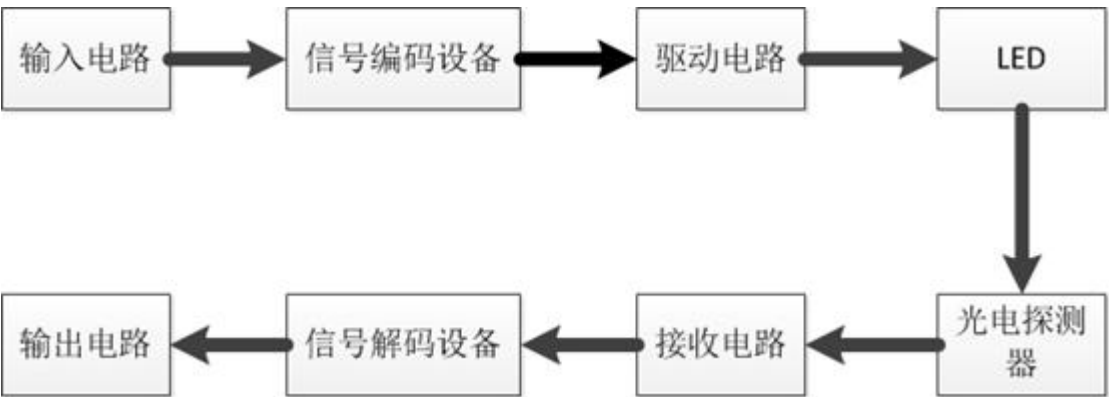 输入电路
信号编码设备
驱动电路
LED
光电探测
器
接收电路
信号解码设备
输出电路